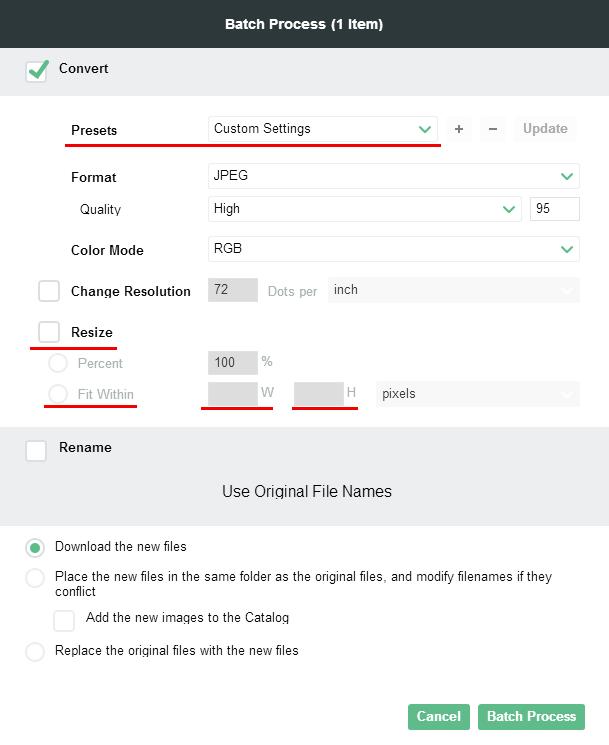 Batch Process (1 Item)
Convert
Presets Custom Settings + − Update
Format JPEG
Quality High 95
Color Mode RGB
Change Resolution 72 Dots per inch
Resize
Percent 100 %
Fit Within W H pixels
Rename
Use Original File Names
Download the new files
Place the new files in the same folder as the original files, and modify filenames if they
conflict
Add the new images to the Catalog
Replace the original files with the new files
Cancel Batch Process